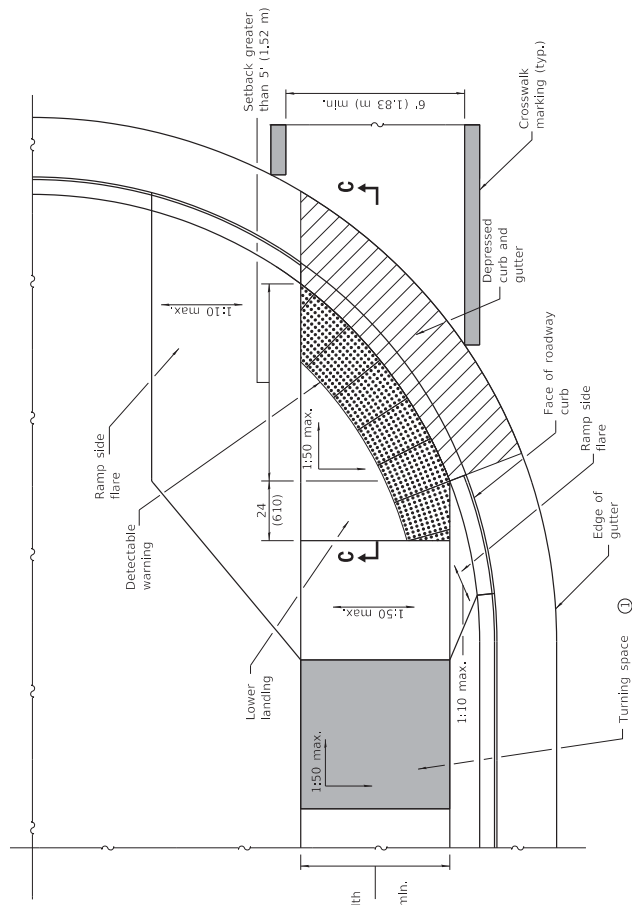 Setback greater
than 5' (1.52 m)
6' (1.83 m) min.
Crosswalk
marking (typ.)
C
Depressed
curb and
gutter
1:10
max.
Ramp side
flare
1:50 max.
Face of roadway
curb
Ramp side
flare
24
(610)
Detectable
warning
C
Edge of
gutter
1:50
max.
Lower
landing
1:10 max.
1:50 max.
Turning space ①
min.